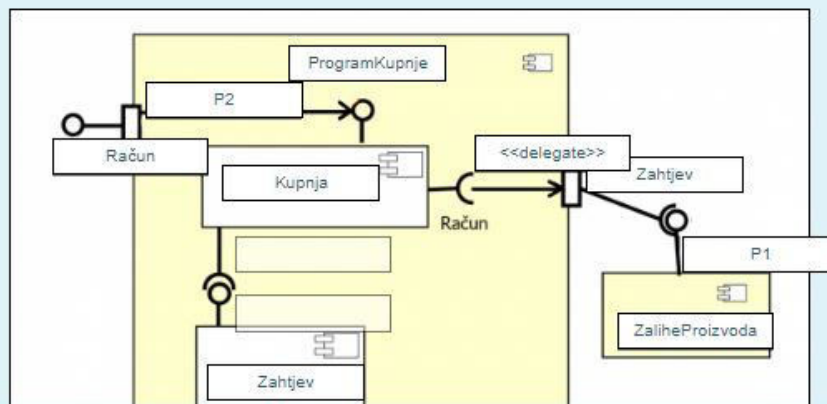 ProgramKupnje
P2
Račun
<<delegate>>
Zahtjev
Kupnja
Račun
P1
ZaliheProizvoda
Zahtjev